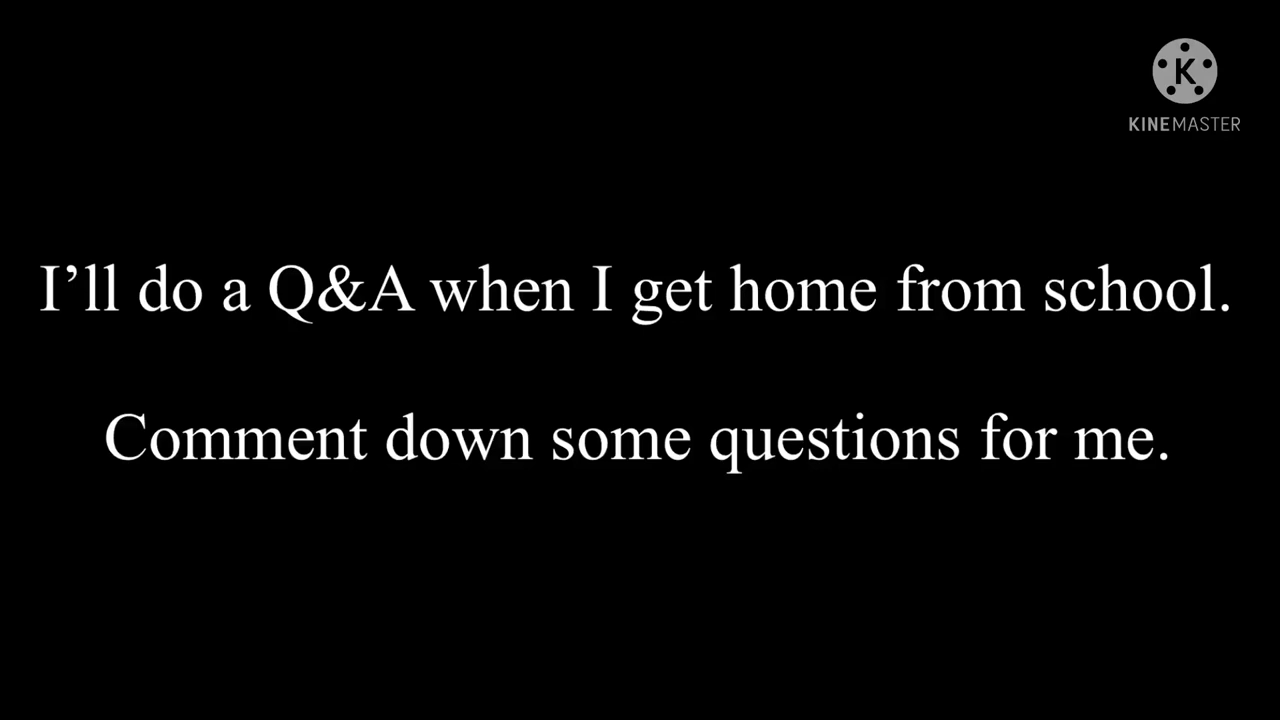 K
KINEMASTER
I’ll do a Q&A when I get home from school.
Comment down some questions for me.